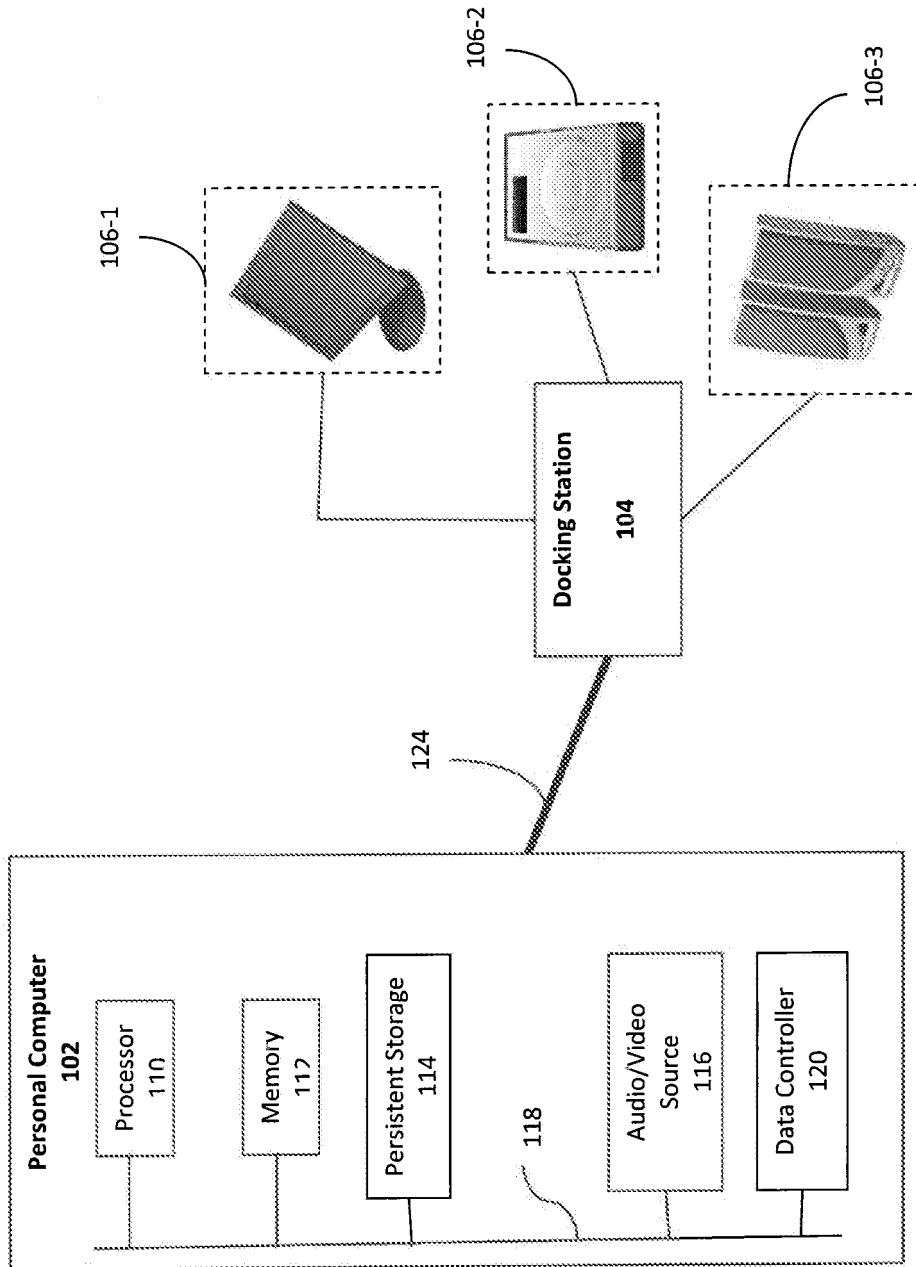 Personal Computer
102
Processor
110
Memory
112
Persistent Storage
114
118
Audio/Video
Source
116
Data Controller
120
124
Docking Station
104
106-1
106-2
106-3